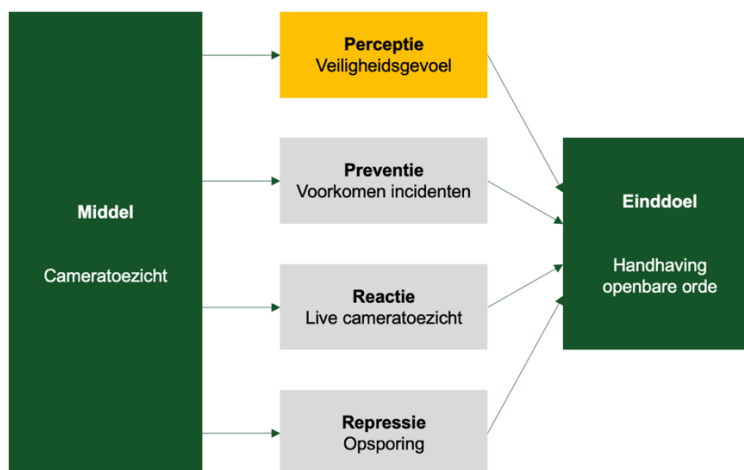 Middel
Cameratoezicht
Perceptie
Veiligheidsgevoel
Preventie
Voorkomen incidenten
Reactie
Live cameratoezicht
Repressie
Opsporing
Einddoel
Handhaving
openbare orde